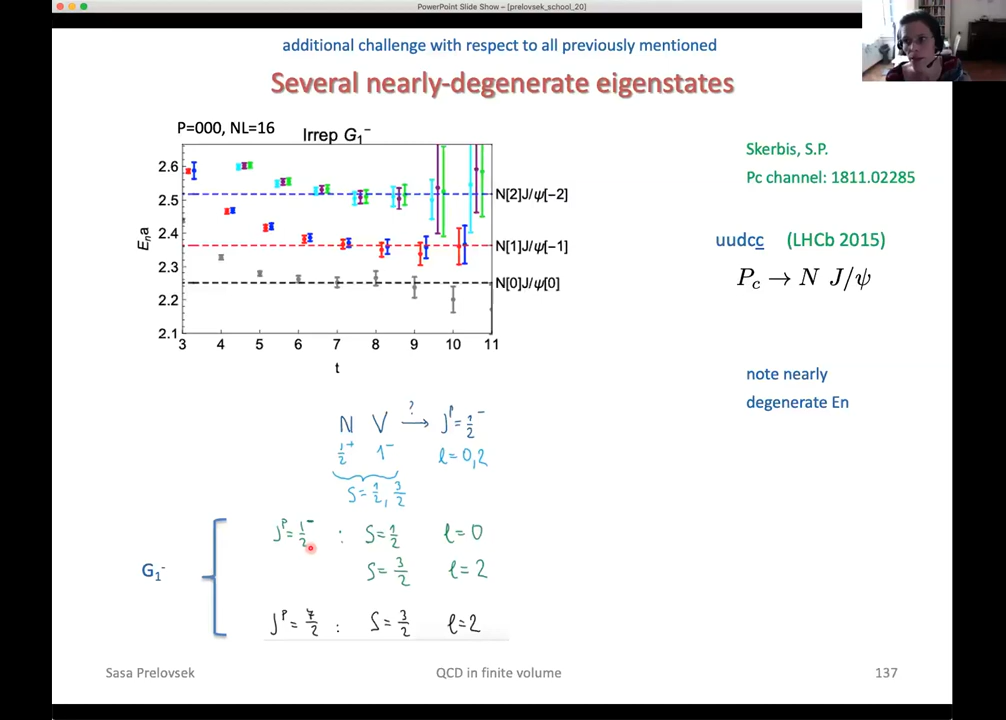 PowerPoint Slide Show – [prelovsek_school_20]
additional challenge with respect to all previously mentioned
Several nearly-degenerate eigenstates
P=000, NL=16
Irrep G₁⁻
2.6
2.5
2.4
2.3
2.2
2.1
Eₙa
N[2]J/ψ[−2]
N[1]J/ψ[−1]
N[0]J/ψ[0]
3 4 5 6 7 8 9 10 11
t
Skerbis, S.P.
Pc channel: 1811.02285
uudcc (LHCb 2015)
P_c → N J/ψ
note nearly
degenerate En
N V →? J^P = 1/2⁻
1/2⁺ 1⁻ ℓ=0,2
S=1/2, 3/2
G₁⁻
J^P = 1/2⁻ : S=1/2 ℓ=0
S=3/2 ℓ=2
J^P = 7/2 : S=3/2 ℓ=2
Sasa Prelovsek
QCD in finite volume
137